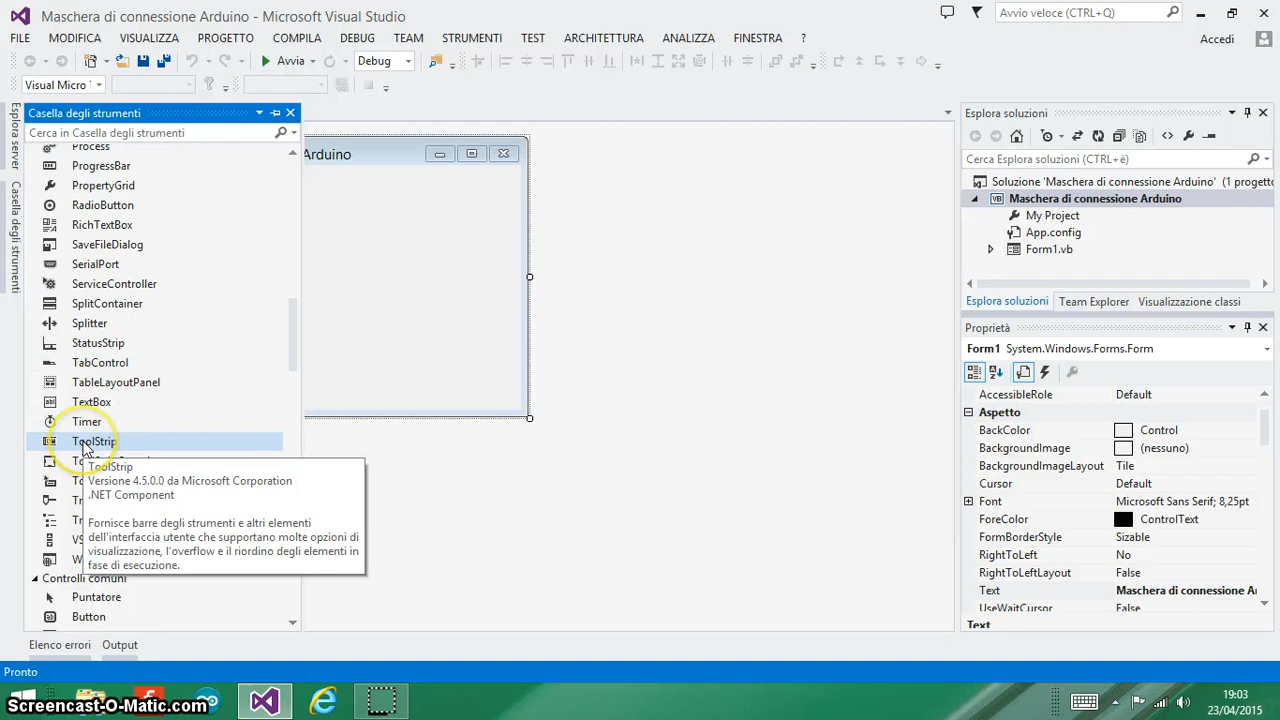 Maschera di connessione Arduino - Microsoft Visual Studio
Avvio veloce (CTRL+Q)
FILE MODIFICA VISUALIZZA PROGETTO COMPILA DEBUG TEAM STRUMENTI TEST ARCHITETTURA ANALIZZA FINESTRA ?
Accedi
Avvia
Debug
Visual Micro
Esplora server
Casella degli strumenti
Casella degli strumenti
Cerca in Casella degli strumenti
Process
ProgressBar
PropertyGrid
RadioButton
RichTextBox
SaveFileDialog
SerialPort
ServiceController
SplitContainer
Splitter
StatusStrip
TabControl
TableLayoutPanel
TextBox
Timer
ToolStrip
ToolStrip
Versione 4.5.0.0 da Microsoft Corporation
.NET Component
Fornisce barre degli strumenti e altri elementi
dell'interfaccia utente che supportano molte opzioni di
visualizzazione, l'overflow e il riordino degli elementi in
fase di esecuzione.
Controlli comuni
Puntatore
Button
Arduino
Esplora soluzioni
Cerca Esplora soluzioni (CTRL+è)
Soluzione 'Maschera di connessione Arduino' (1 progetto
VB Maschera di connessione Arduino
My Project
App.config
Form1.vb
Esplora soluzioni Team Explorer Visualizzazione classi
Proprietà
Form1 System.Windows.Forms.Form
AccessibleRole Default
Aspetto
BackColor Control
BackgroundImage (nessuno)
BackgroundImageLayout Tile
Cursor Default
Font Microsoft Sans Serif; 8,25pt
ForeColor ControlText
FormBorderStyle Sizable
RightToLeft No
RightToLeftLayout False
Text Maschera di connessione Ar
UseWaitCursor False
Text
Elenco errori Output
Pronto
Screencast-O-Matic.com
19:03
23/04/2015